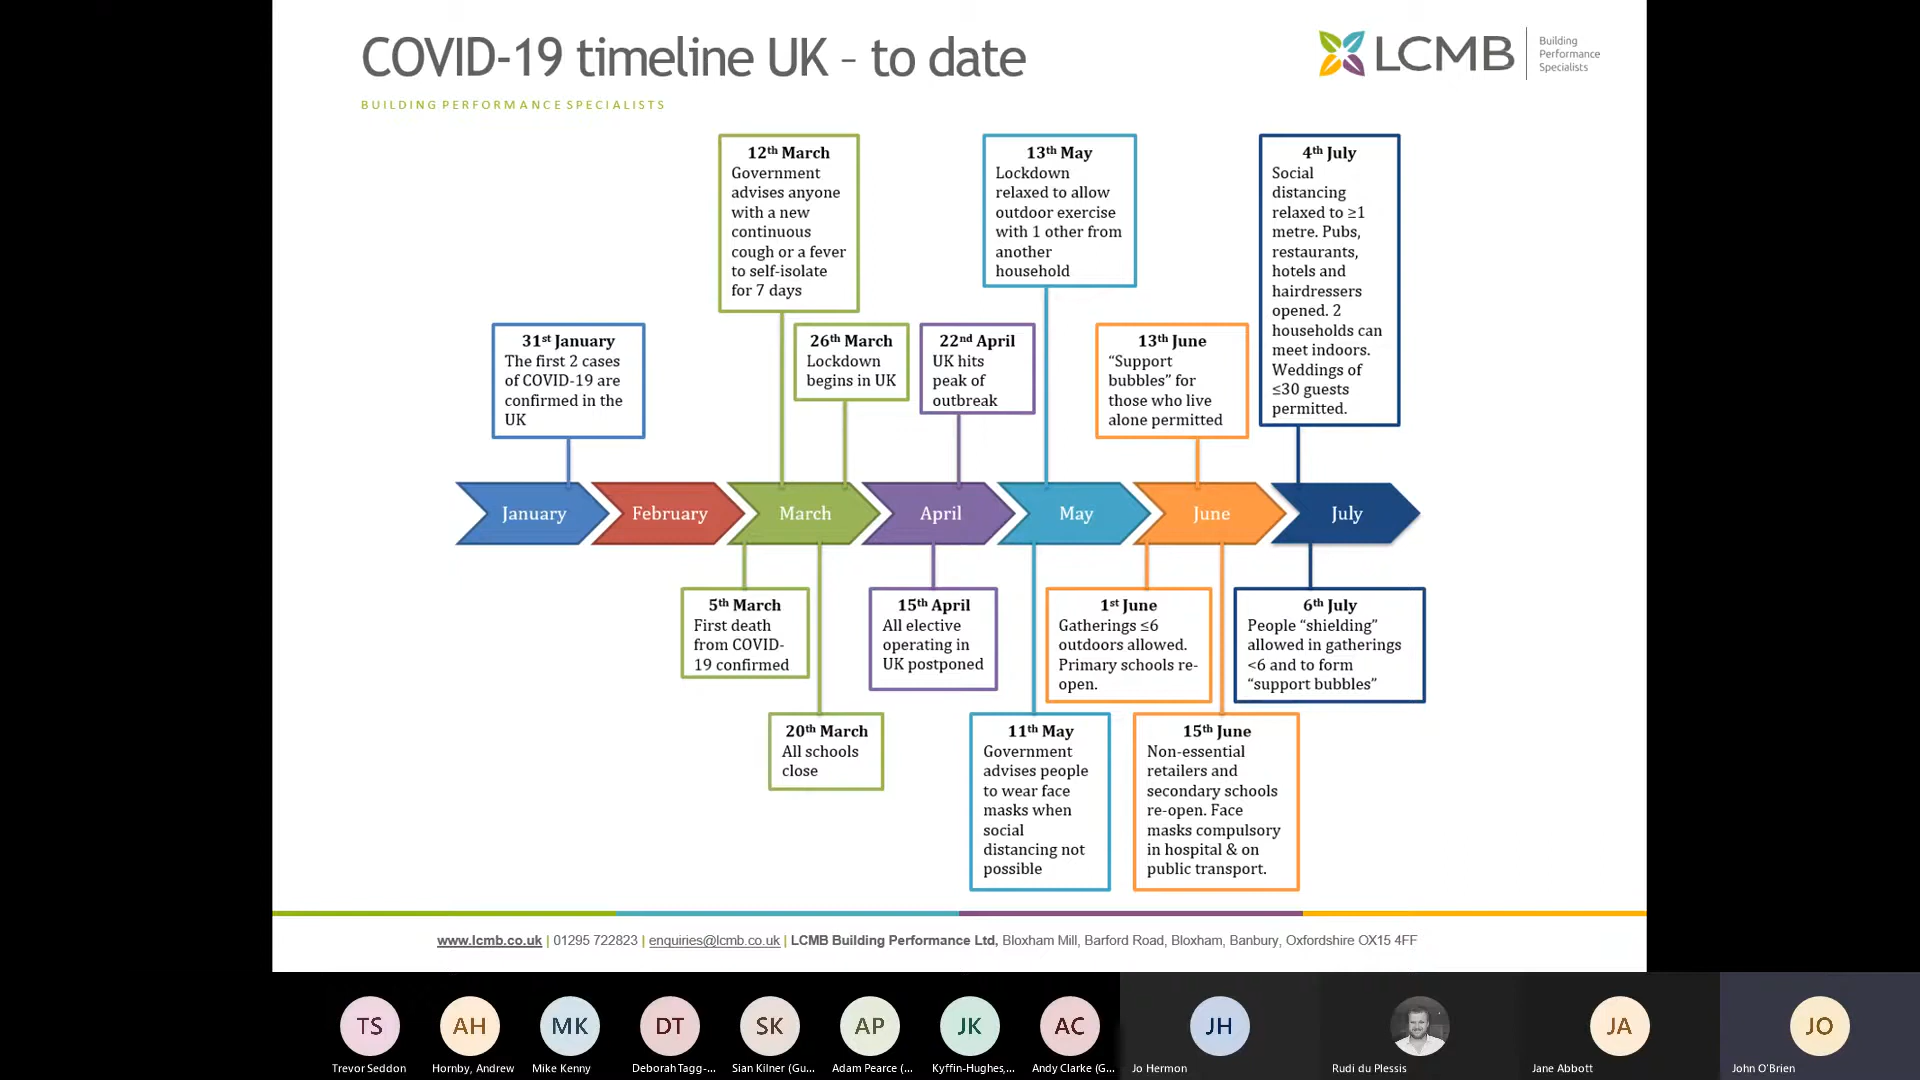 COVID-19 timeline UK - to date
LCMB
Building
Performance
Specialists
BUILDING PERFORMANCE SPECIALISTS
12th March
Government
advises anyone
with a new
continuous
cough or a fever
to self-isolate
for 7 days
13th May
Lockdown
relaxed to allow
outdoor exercise
with 1 other from
another
household
4th July
Social
distancing
relaxed to ≥1
metre. Pubs,
restaurants,
hotels and
hairdressers
opened. 2
households can
meet indoors.
Weddings of
≤30 guests
permitted.
31st January
The first 2 cases
of COVID-19 are
confirmed in the
UK
26th March
Lockdown
begins in UK
22nd April
UK hits
peak of
outbreak
13th June
“Support
bubbles” for
those who live
alone permitted
January
February
March
April
May
June
July
5th March
First death
from COVID-
19 confirmed
15th April
All elective
operating in
UK postponed
1st June
Gatherings ≤6
outdoors allowed.
Primary schools re-
open.
6th July
People “shielding”
allowed in gatherings
<6 and to form
“support bubbles”
20th March
All schools
close
11th May
Government
advises people
to wear face
masks when
social
distancing not
possible
15th June
Non-essential
retailers and
secondary schools
re-open. Face
masks compulsory
in hospital & on
public transport.
www.lcmb.co.uk | 01295 722823 | enquiries@lcmb.co.uk | LCMB Building Performance Ltd, Bloxham Mill, Barford Road, Bloxham, Banbury, Oxfordshire OX15 4FF
TS
AH
MK
DT
SK
AP
JK
AC
JH
JA
JO
Trevor Seddon
Hornby, Andrew
Mike Kenny
Deborah Tagg-...
Sian Kilner (Gu...
Adam Pearce (...
Kyffin-Hughes,...
Andy Clarke (G...
Jo Hermon
Rudi du Plessis
Jane Abbott
John O'Brien